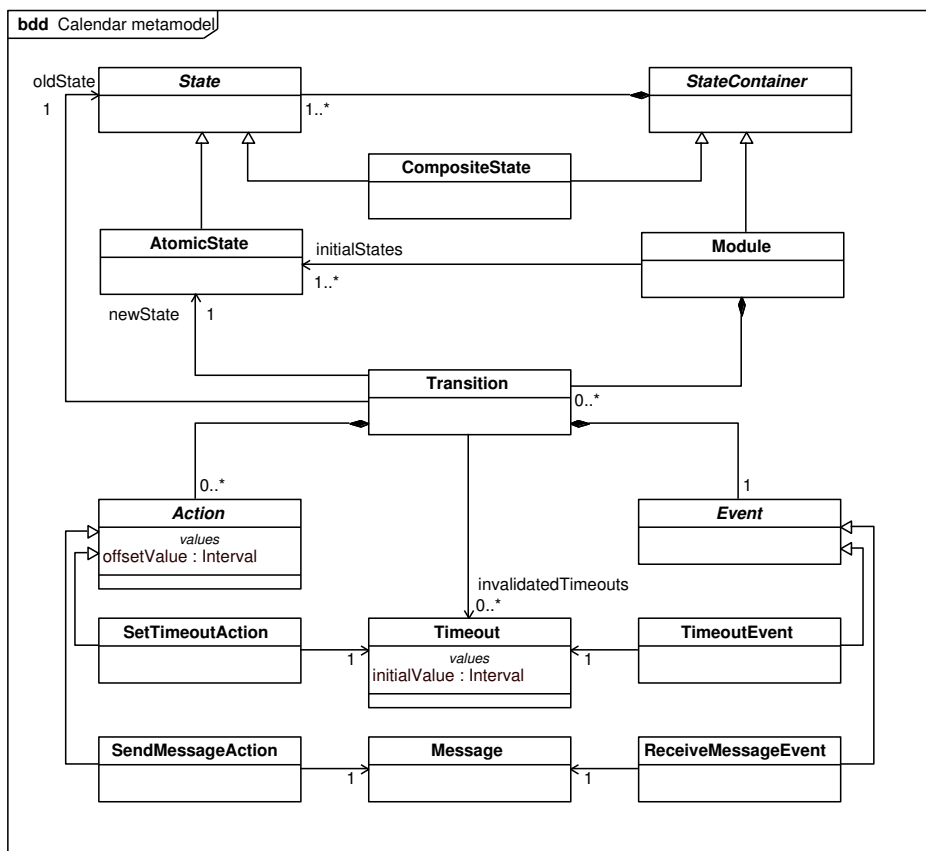 bdd Calendar metamodel
oldState
1
State
1..*
StateContainer
CompositeState
AtomicState
initialStates
1..*
Module
newState
1
Transition
0..*
0..*
1
Action
values
offsetValue : Interval
Event
invalidatedTimeouts
0..*
SetTimeoutAction
1
Timeout
values
initialValue : Interval
1
TimeoutEvent
SendMessageAction
1
Message
1
ReceiveMessageEvent